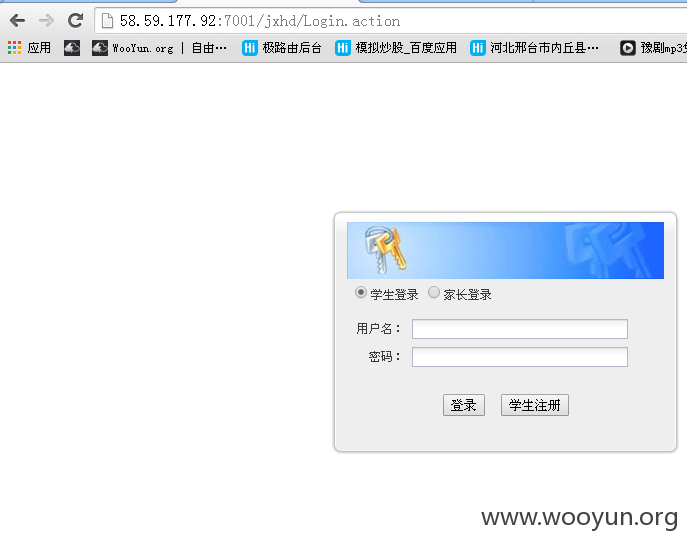 58.59.177.92:7001/jxhd/Login.action
应用 WooYun.org | 自由… Hi 极路由后台 Hi 模拟炒股_百度应用 Hi 河北邢台市内丘县… 豫剧mp3
学生登录 家长登录
用户名：
密码：
登录 学生注册
www.wooyun.org